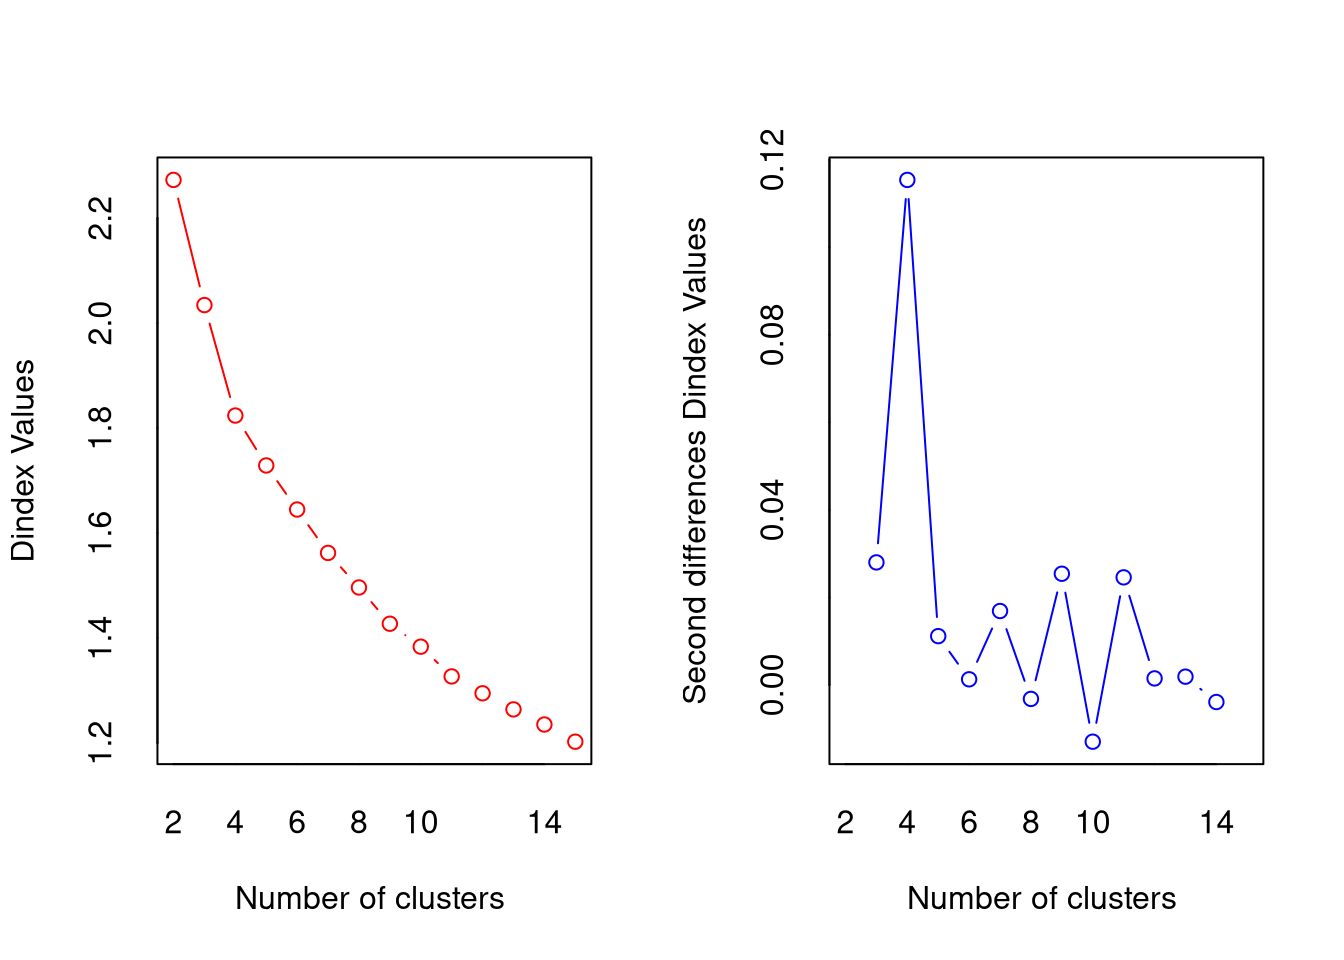 Dindex Values
2.2
2.0
1.8
1.6
1.4
1.2
2 4 6 8 10 14
Number of clusters
Second differences Dindex Values
0.12
0.08
0.04
0.00
2 4 6 8 10 14
Number of clusters